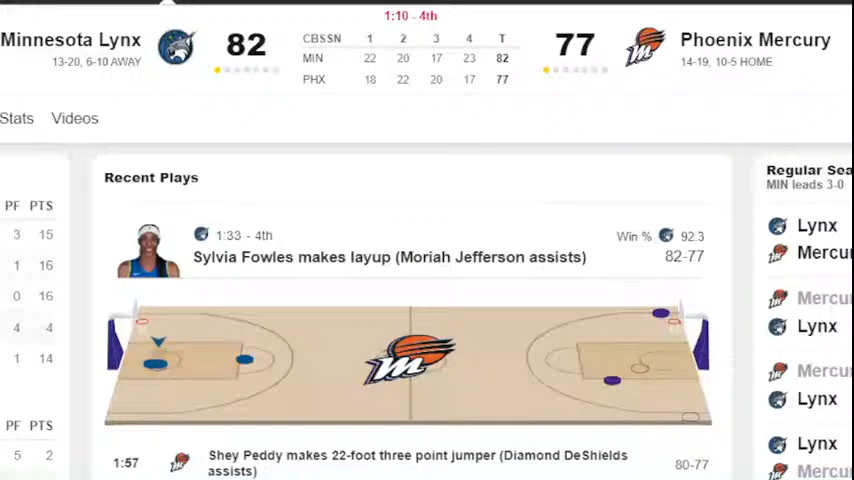 1:10 - 4th
Minnesota Lynx 82 CBSSN 1 2 3 4 T 77 Phoenix Mercury
13-20, 6-10 AWAY MIN 22 20 17 23 82 14-19, 10-5 HOME
PHX 18 22 20 17 77
Stats Videos
Recent Plays
Regular Sea
MIN leads 3-0
PF PTS
3 15
1 16
0 16
4 4
1 14
PF PTS
5 2
1:33 - 4th Win % 92.3
Sylvia Fowles makes layup (Moriah Jefferson assists) 82-77
1:57 Shey Peddy makes 22-foot three point jumper (Diamond DeShields 80-77
assists)
Lynx
Mercu
Mercu
Lynx
Mercu
Lynx
Lynx
Mercu